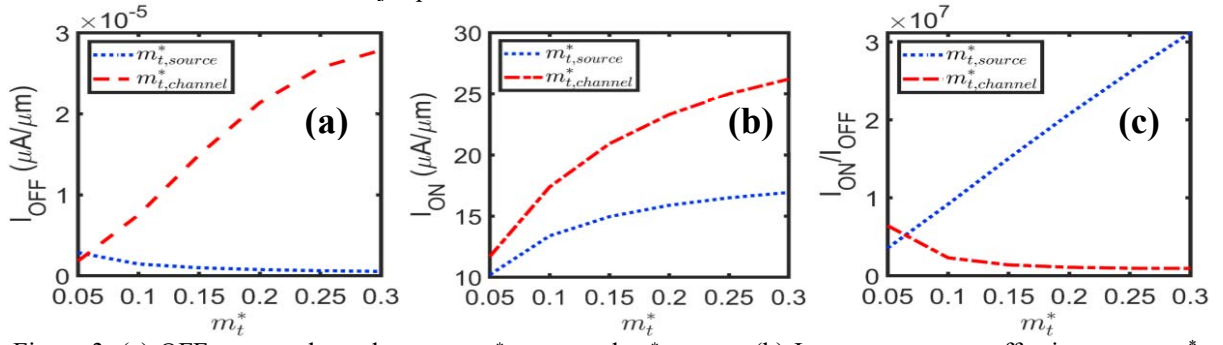 ×10⁻⁵
3
2
1
0
m*t,source
m*t,channel
(a)
I_OFF (μA/μm)
0.05 0.1 0.15 0.2 0.25 0.3
m*t
30
25
20
15
10
m*t,source
m*t,channel
(b)
I_ON (μA/μm)
0.05 0.1 0.15 0.2 0.25 0.3
m*t
×10⁷
3
2
1
0
m*t,source
m*t,channel
(c)
I_ON/I_OFF
0.05 0.1 0.15 0.2 0.25 0.3
m*t